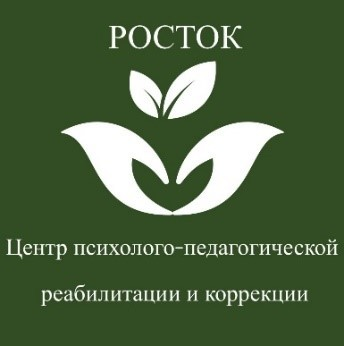 РОСТОК
Центр психолого-педагогической
реабилитации и коррекции